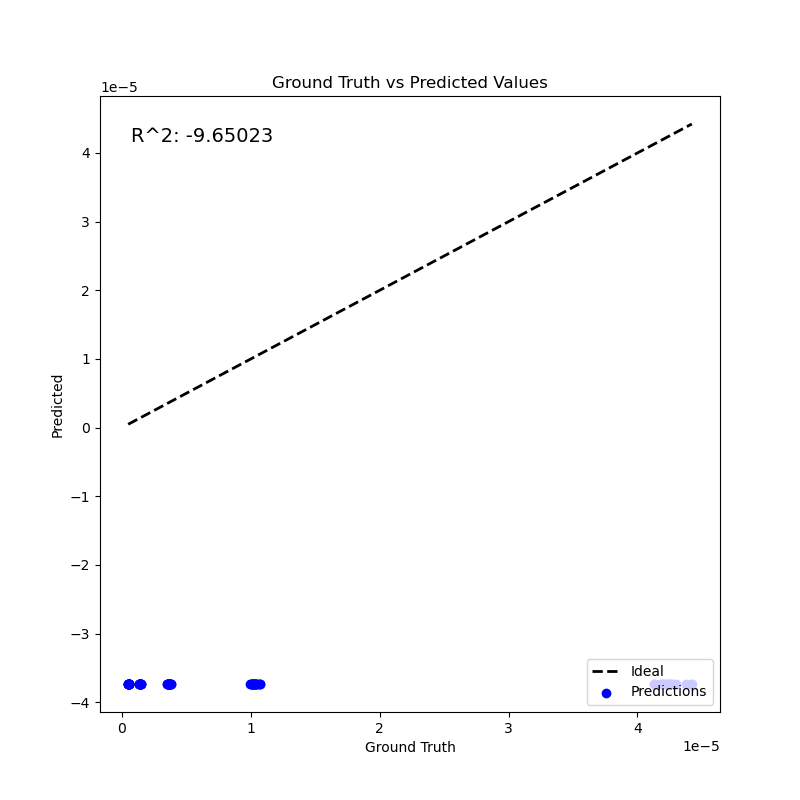 Ground Truth vs Predicted Values
1e−5
R^2: -9.65023
4
3
2
1
0
−1
−2
−3
−4
Predicted
Ideal
Predictions
0 1 2 3 4
1e−5
Ground Truth